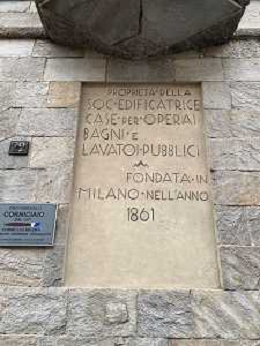 PROPRIETÀ DELLA
SOC·EDIFICATRICE
CASE·PER·OPERAI
BAGNI·E
LAVATOI·PUBBLICI
FONDATA·IN
MILANO·NELL'ANNO
1861